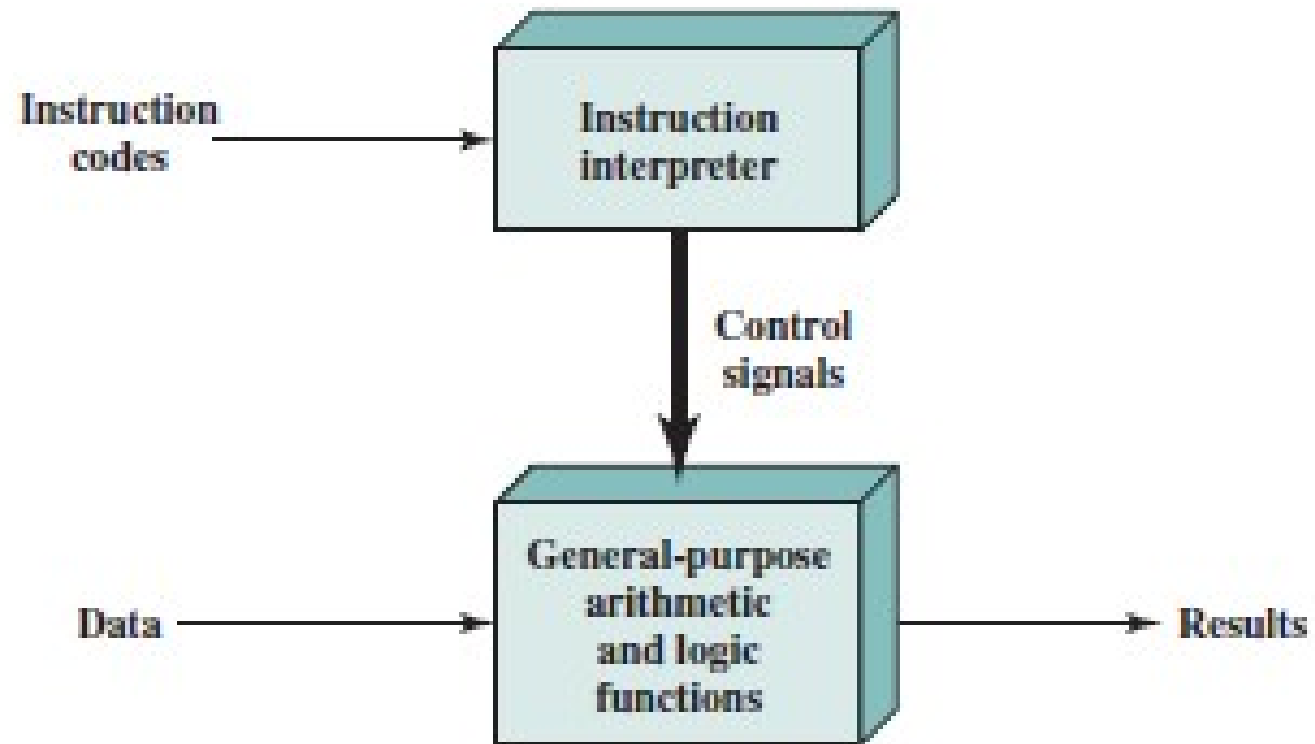 Instruction
codes
Instruction
interpreter
Control
signals
General-purpose
arithmetic
and logic
functions
Data
Results